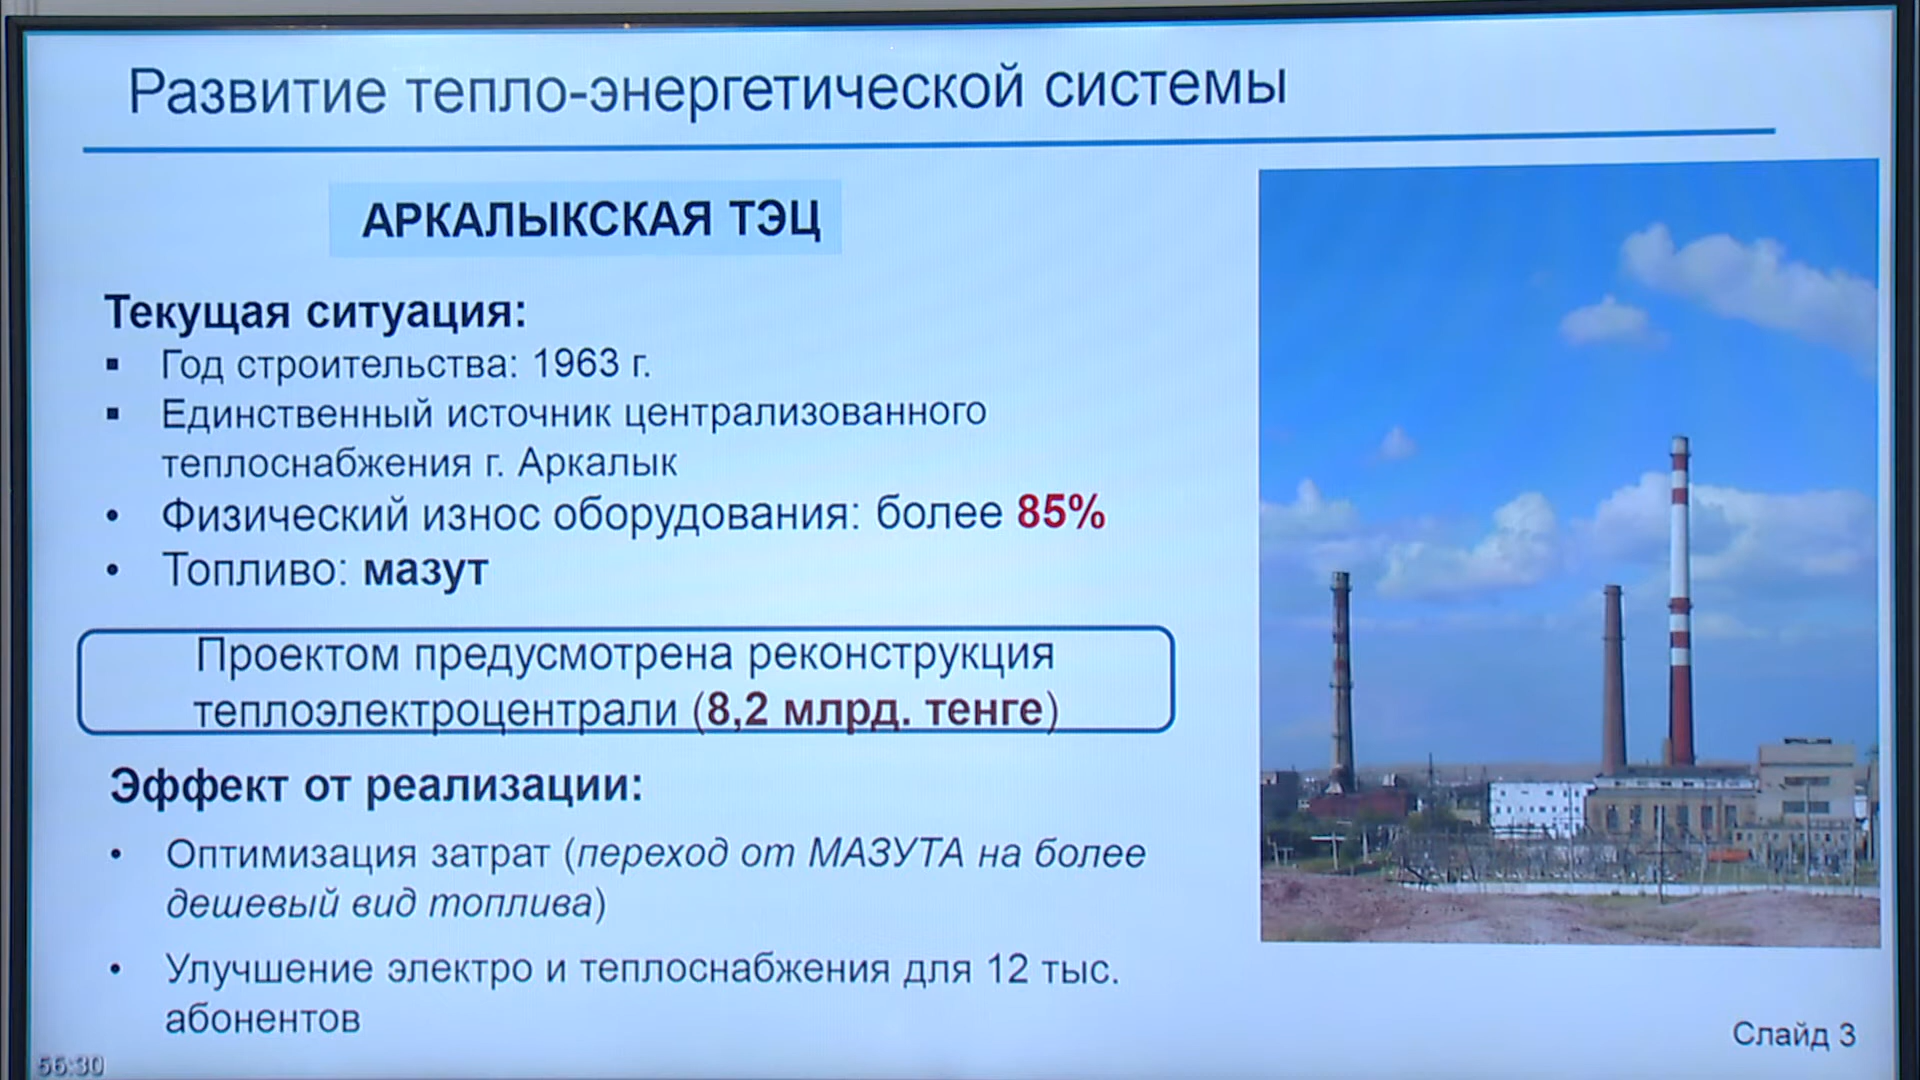 Развитие тепло-энергетической системы
АРКАЛЫКСКАЯ ТЭЦ
Текущая ситуация:
▪ Год строительства: 1963 г.
▪ Единственный источник централизованного
теплоснабжения г. Аркалык
• Физический износ оборудования: более 85%
• Топливо: мазут
Проектом предусмотрена реконструкция
теплоэлектроцентрали (8,2 млрд. тенге)
Эффект от реализации:
• Оптимизация затрат (переход от МАЗУТА на более
дешевый вид топлива)
• Улучшение электро и теплоснабжения для 12 тыс.
абонентов
Слайд 3
56:30